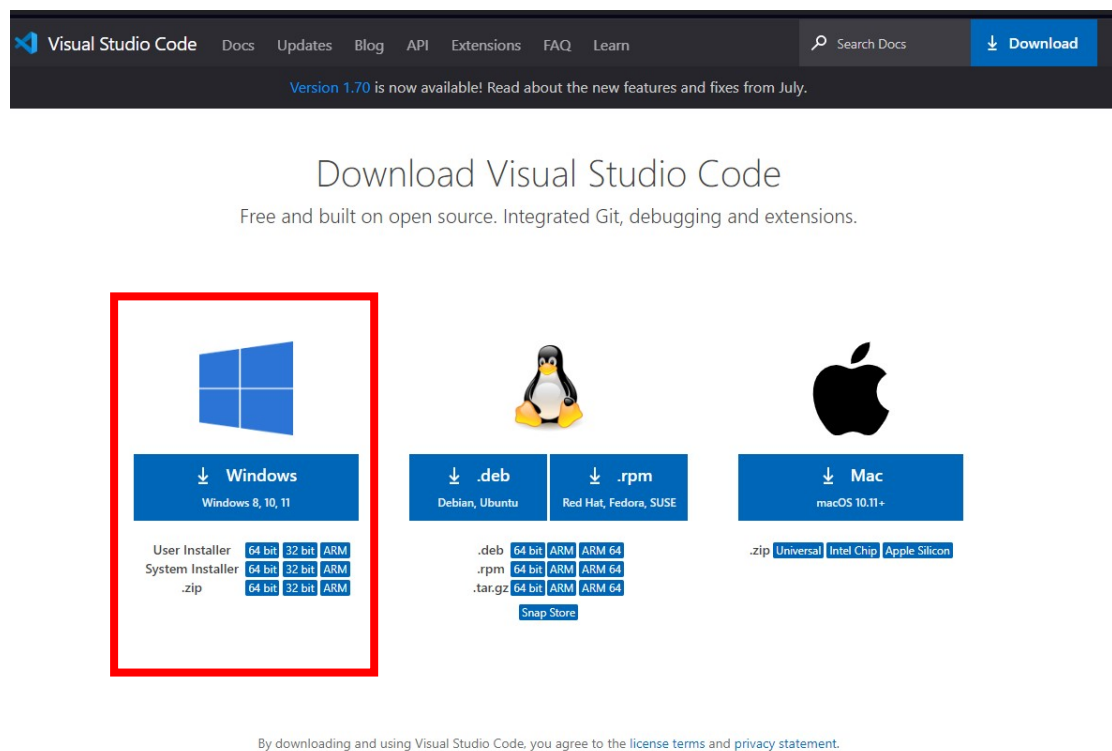 Visual Studio Code Docs Updates Blog API Extensions FAQ Learn Search Docs Download
Version 1.70 is now available! Read about the new features and fixes from July.
Download Visual Studio Code
Free and built on open source. Integrated Git, debugging and extensions.
Windows
Windows 8, 10, 11
User Installer 64 bit 32 bit ARM
System Installer 64 bit 32 bit ARM
.zip 64 bit 32 bit ARM
.deb .rpm
Debian, Ubuntu Red Hat, Fedora, SUSE
.deb 64 bit ARM ARM 64
.rpm 64 bit ARM ARM 64
.tar.gz 64 bit ARM ARM 64
Snap Store
Mac
macOS 10.11+
.zip Universal Intel Chip Apple Silicon
By downloading and using Visual Studio Code, you agree to the license terms and privacy statement.